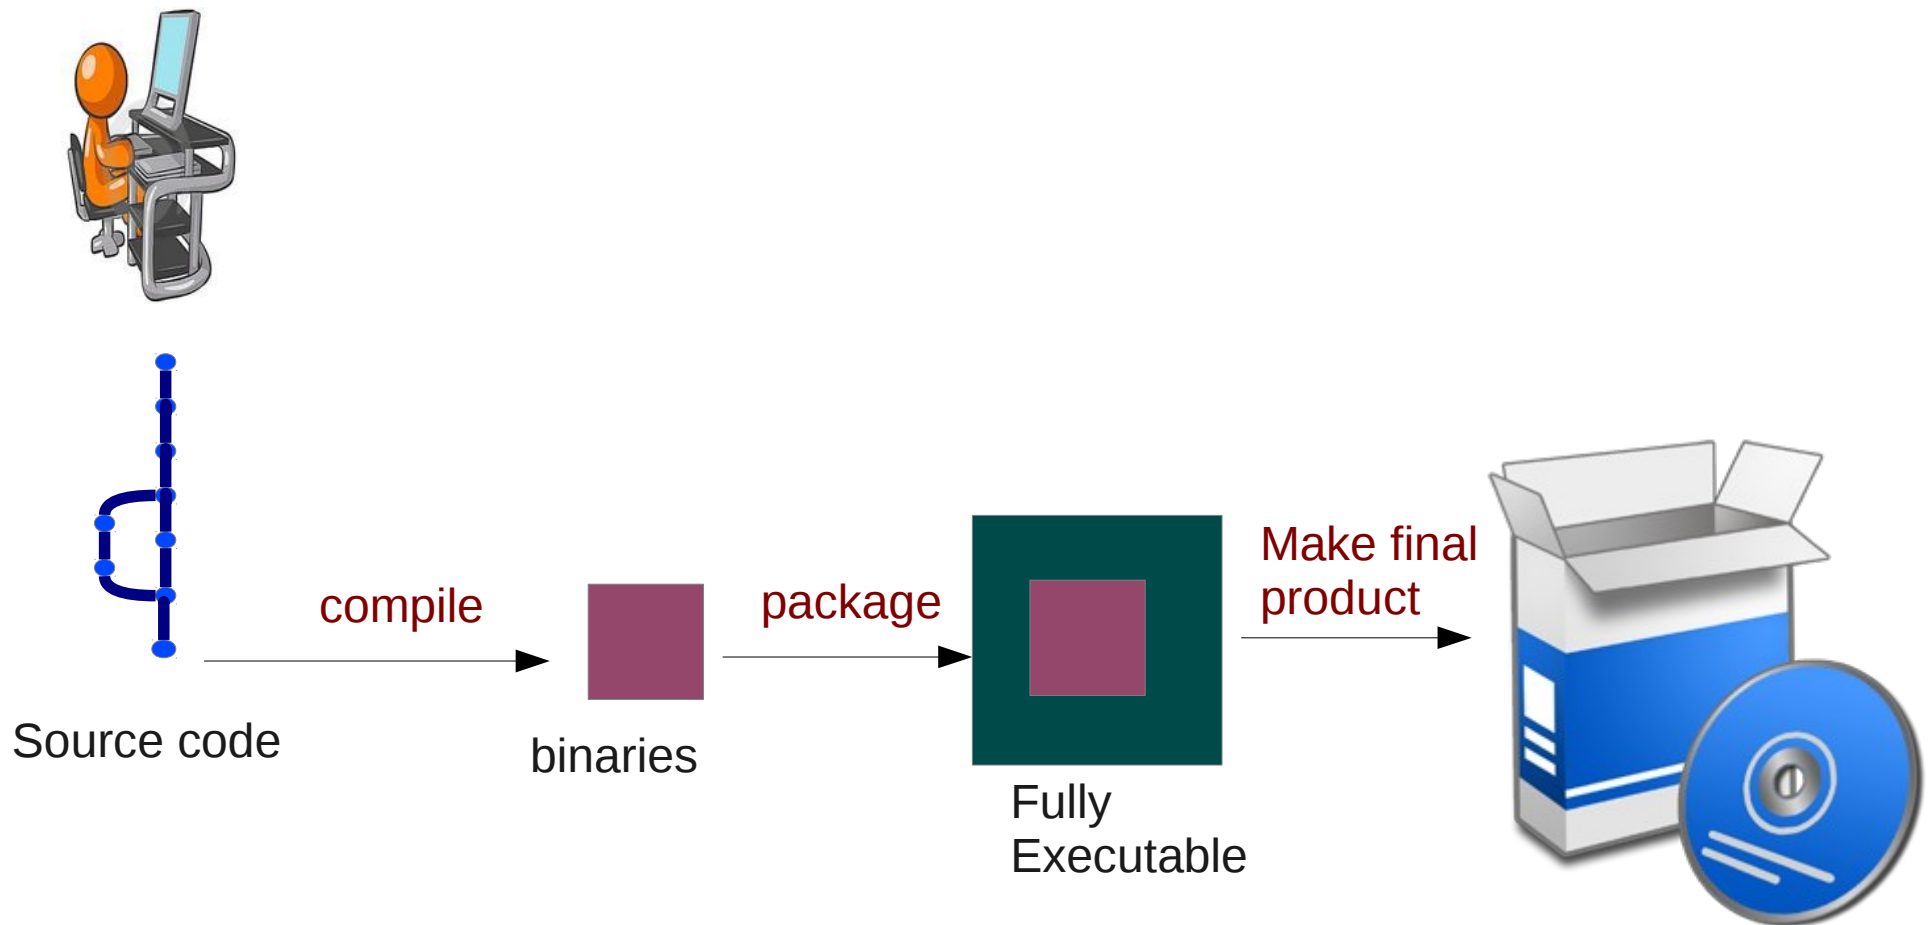 Source code
compile
binaries
package
Fully
Executable
Make final
product